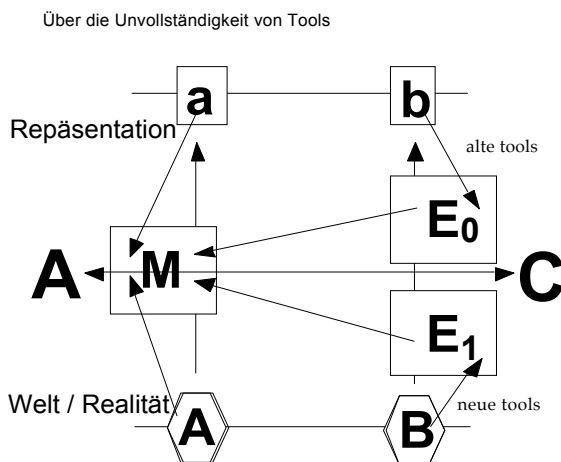 Über die Unvollständigkeit von Tools
a
b
Repäsentation
alte tools
E0
A
M
C
E1
Welt / Realität
A
B
neue tools